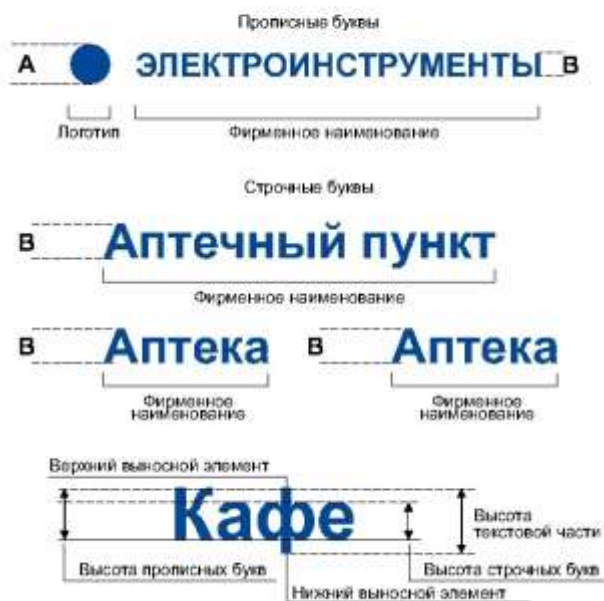 Прописные буквы
А ЭЛЕКТРОИНСТРУМЕНТЫ В
Логотип Фирменное наименование
Строчные буквы
В Аптечный пункт
Фирменное наименование
В Аптека В Аптека
Фирменное наименование Фирменное наименование
Верхний выносной элемент
Кафе
Высота текстовой части
Высота прописных букв Высота строчных букв
Нижний выносной элемент